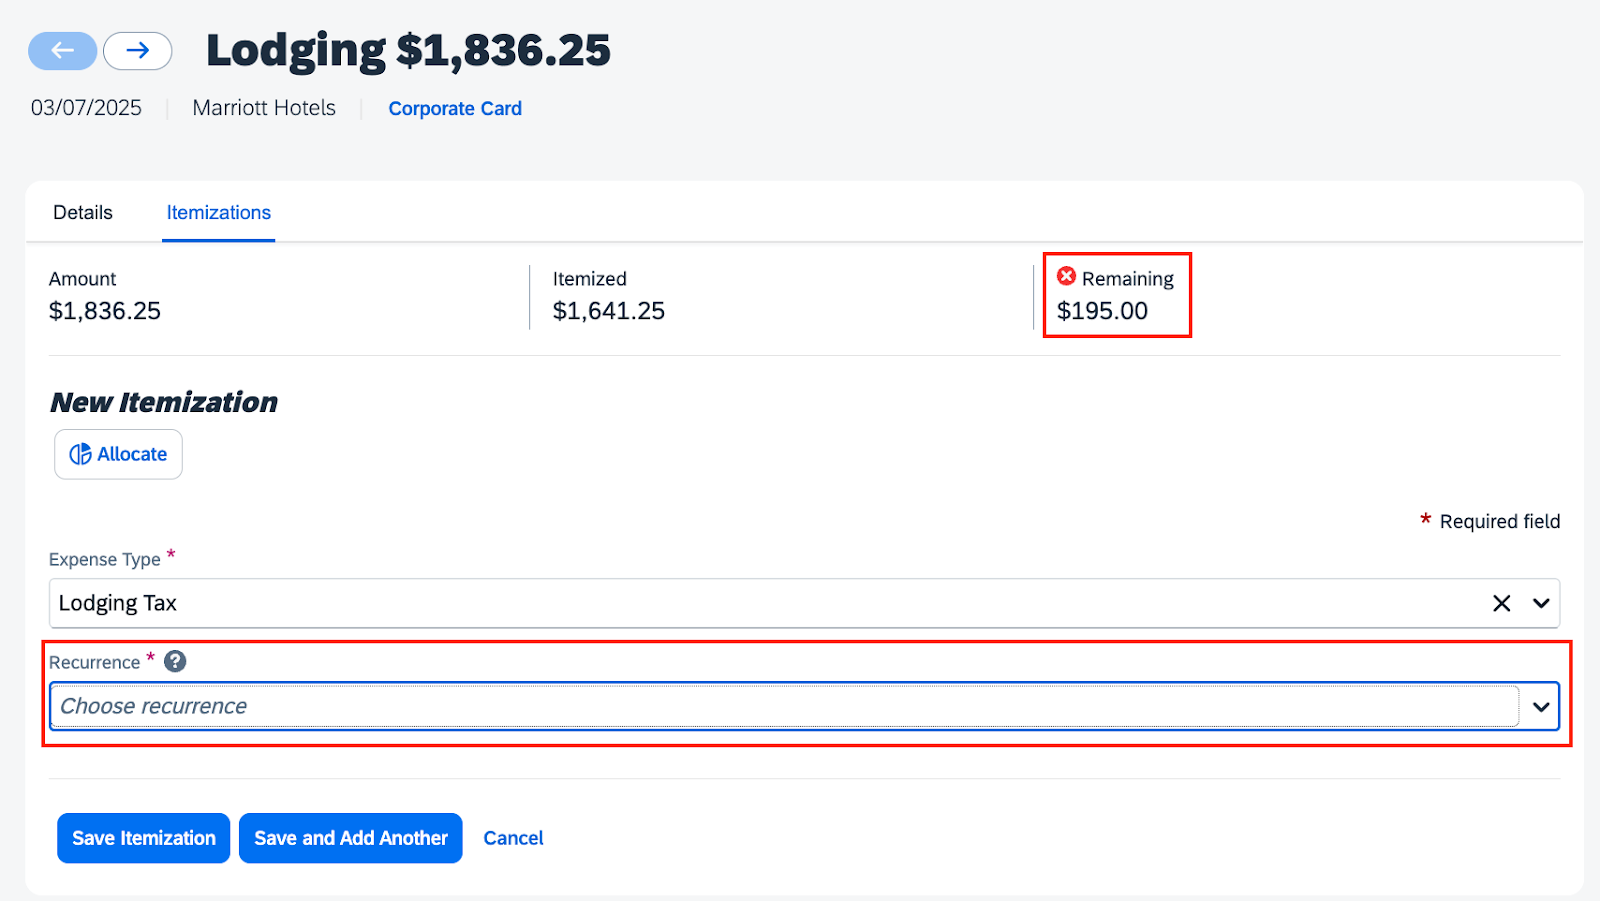 Lodging $1,836.25
03/07/2025 Marriott Hotels Corporate Card
Details Itemizations
Amount Itemized Remaining
$1,836.25 $1,641.25 $195.00
New Itemization
Allocate
* Required field
Expense Type *
Lodging Tax
Recurrence * ?
Choose recurrence
Save Itemization Save and Add Another Cancel